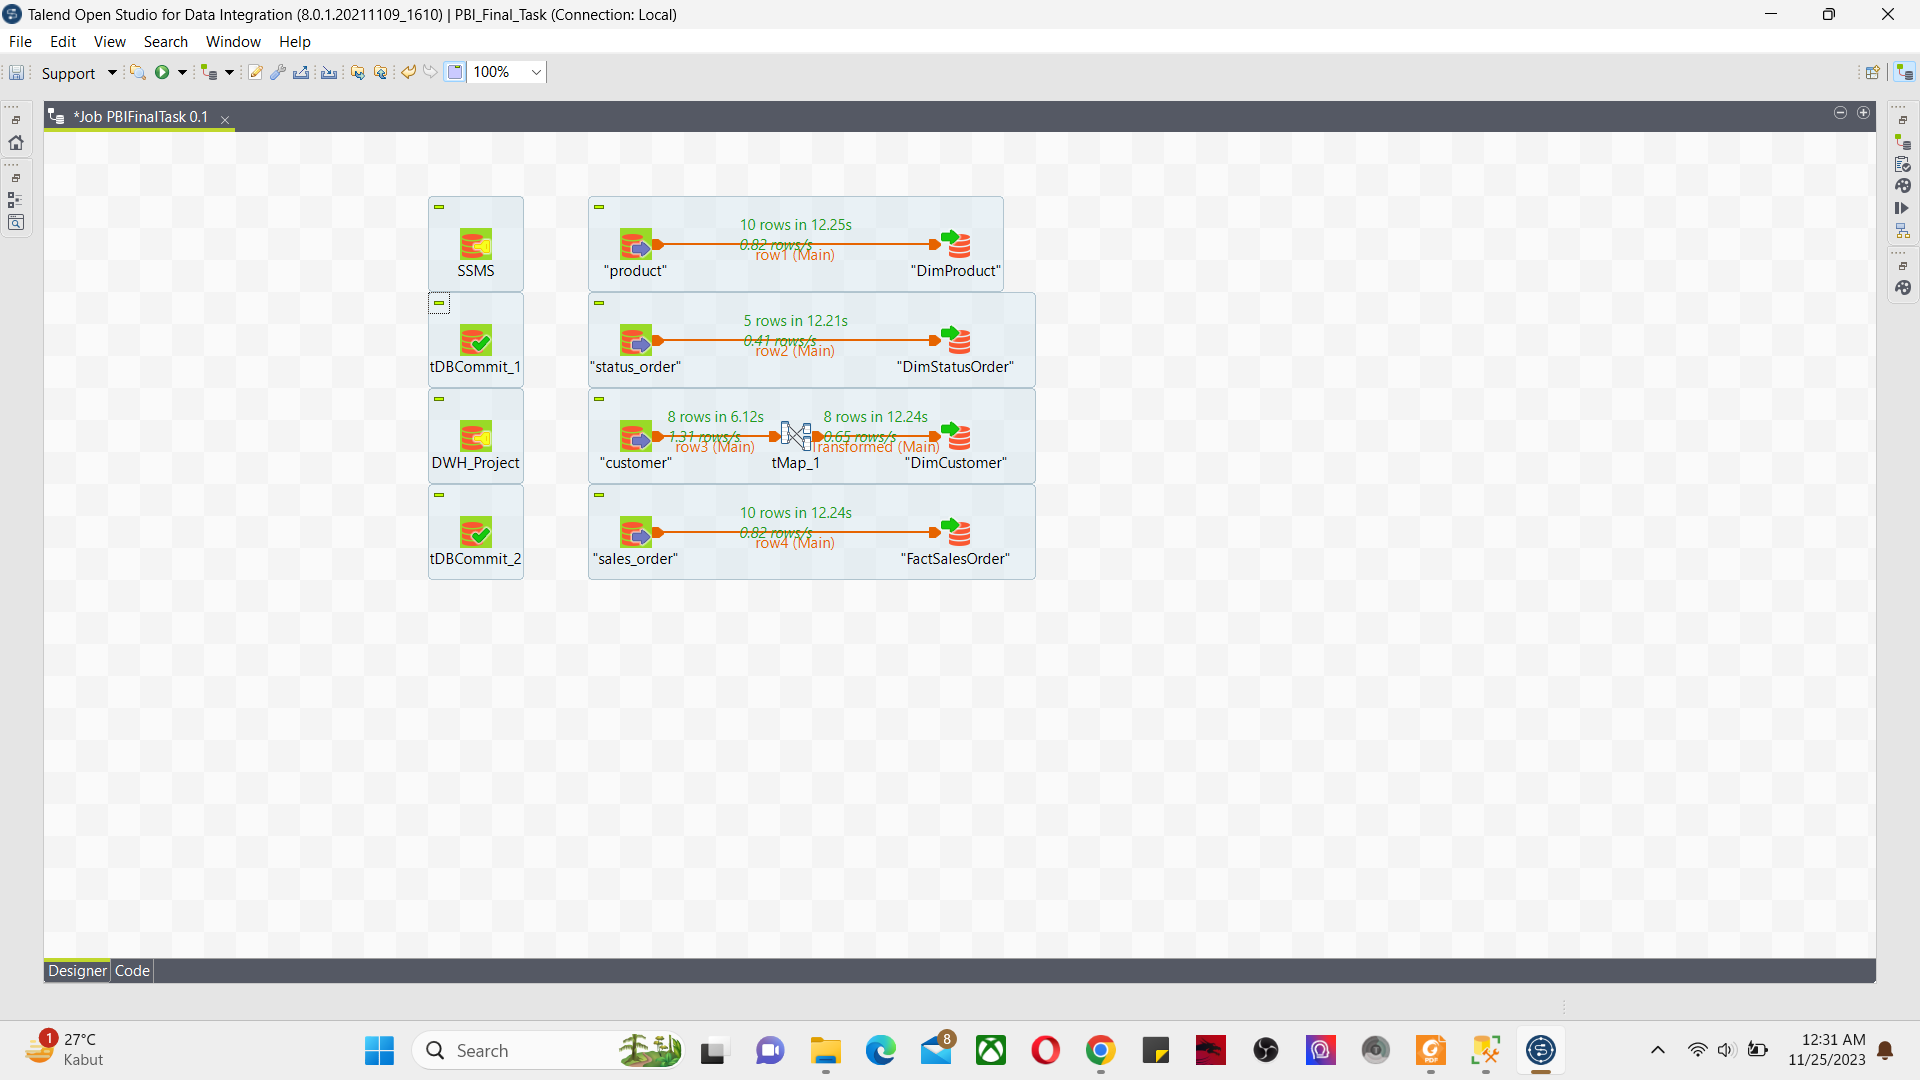 Talend Open Studio for Data Integration (8.0.1.20211109_1610) | PBI_Final_Task (Connection: Local)
File Edit View Search Window Help
Support 100%
*Job PBIFinalTask 0.1
SSMS
10 rows in 12.25s
0.82 rows/s
row1 (Main)
"product" "DimProduct"
tDBCommit_1
5 rows in 12.21s
0.41 rows/s
row2 (Main)
"status_order" "DimStatusOrder"
DWH_Project
8 rows in 6.12s 8 rows in 12.24s
1.31 rows/s 0.65 rows/s
row3 (Main) Transformed (Main)
"customer" tMap_1 "DimCustomer"
tDBCommit_2
10 rows in 12.24s
0.82 rows/s
row4 (Main)
"sales_order" "FactSalesOrder"
Designer Code
1
27°C
Kabut
Search
8
PDF
12:31 AM
11/25/2023